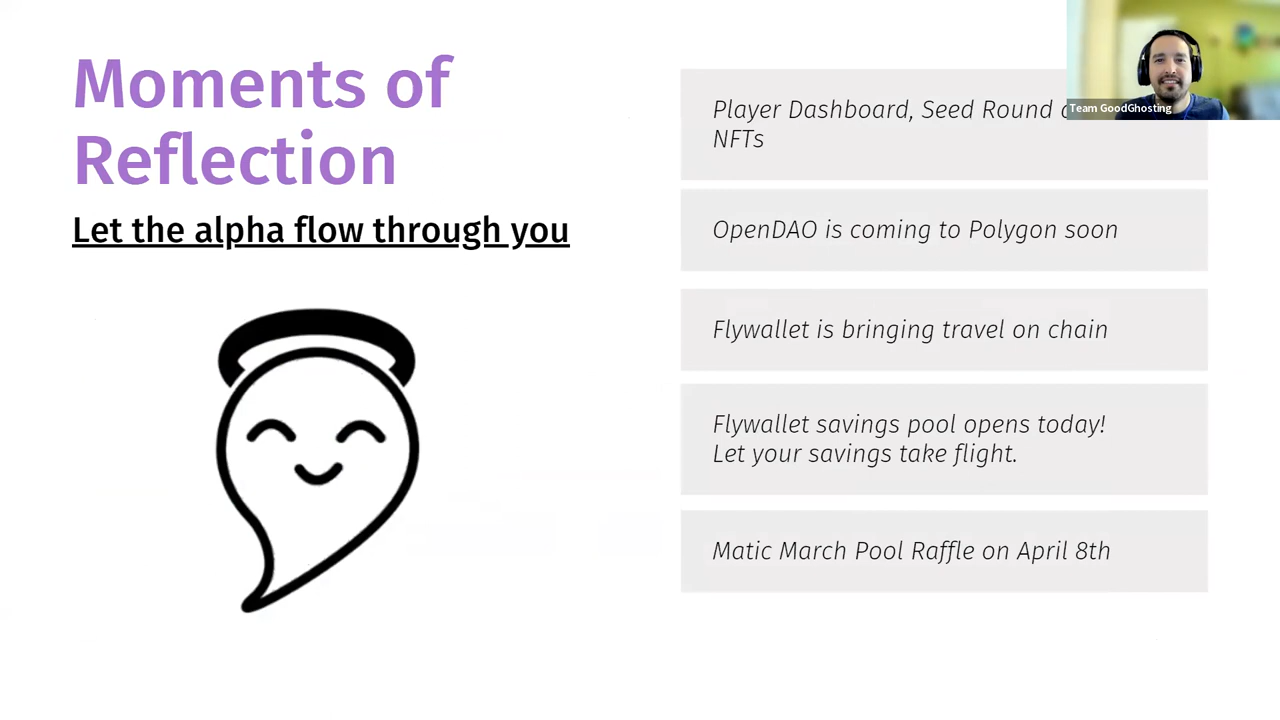 Moments of
Reflection
Let the alpha flow through you
Player Dashboard, Seed Round
NFTs
OpenDAO is coming to Polygon soon
Flywallet is bringing travel on chain
Flywallet savings pool opens today!
Let your savings take flight.
Matic March Pool Raffle on April 8th
Team GoodGhosting